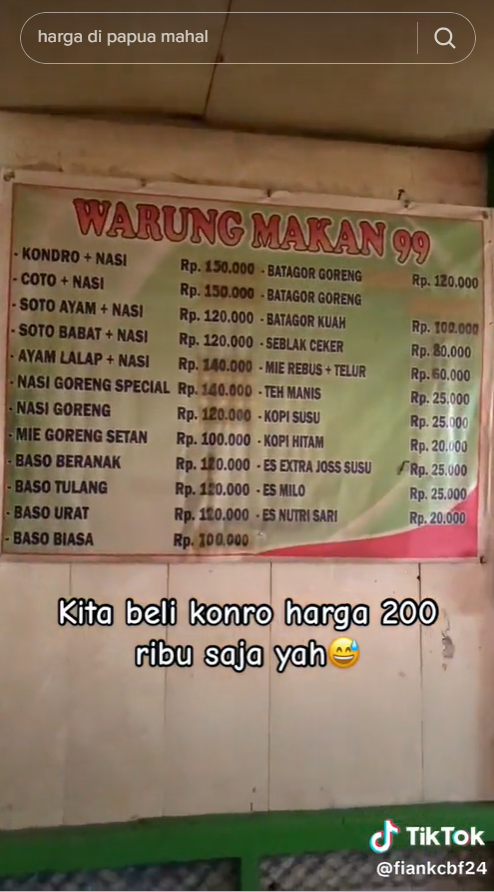 harga di papua mahal
WARUNG MAKAN 99
- KONDRO + NASI Rp. 150.000 - BATAGOR GORENG Rp. 120.000
- COTO + NASI Rp. 150.000 - BATAGOR GORENG
- SOTO AYAM + NASI Rp. 120.000 - BATAGOR KUAH Rp. 100.000
- SOTO BABAT + NASI Rp. 120.000 - SEBLAK CEKER Rp. 80.000
- AYAM LALAP + NASI Rp. 140.000 - MIE REBUS + TELUR Rp. 60.000
- NASI GORENG SPECIAL Rp. 140.000 - TEH MANIS Rp. 25.000
- NASI GORENG Rp. 120.000 - KOPI SUSU Rp. 25.000
- MIE GORENG SETAN Rp. 100.000 - KOPI HITAM Rp. 20.000
- BASO BERANAK Rp. 120.000 - ES EXTRA JOSS SUSU Rp. 25.000
- BASO TULANG Rp. 120.000 - ES MILO Rp. 25.000
- BASO URAT Rp. 120.000 - ES NUTRI SARI Rp. 20.000
- BASO BIASA Rp. 100.000
Kita beli konro harga 200
ribu saja yah😅
TikTok
@fiankcbf24